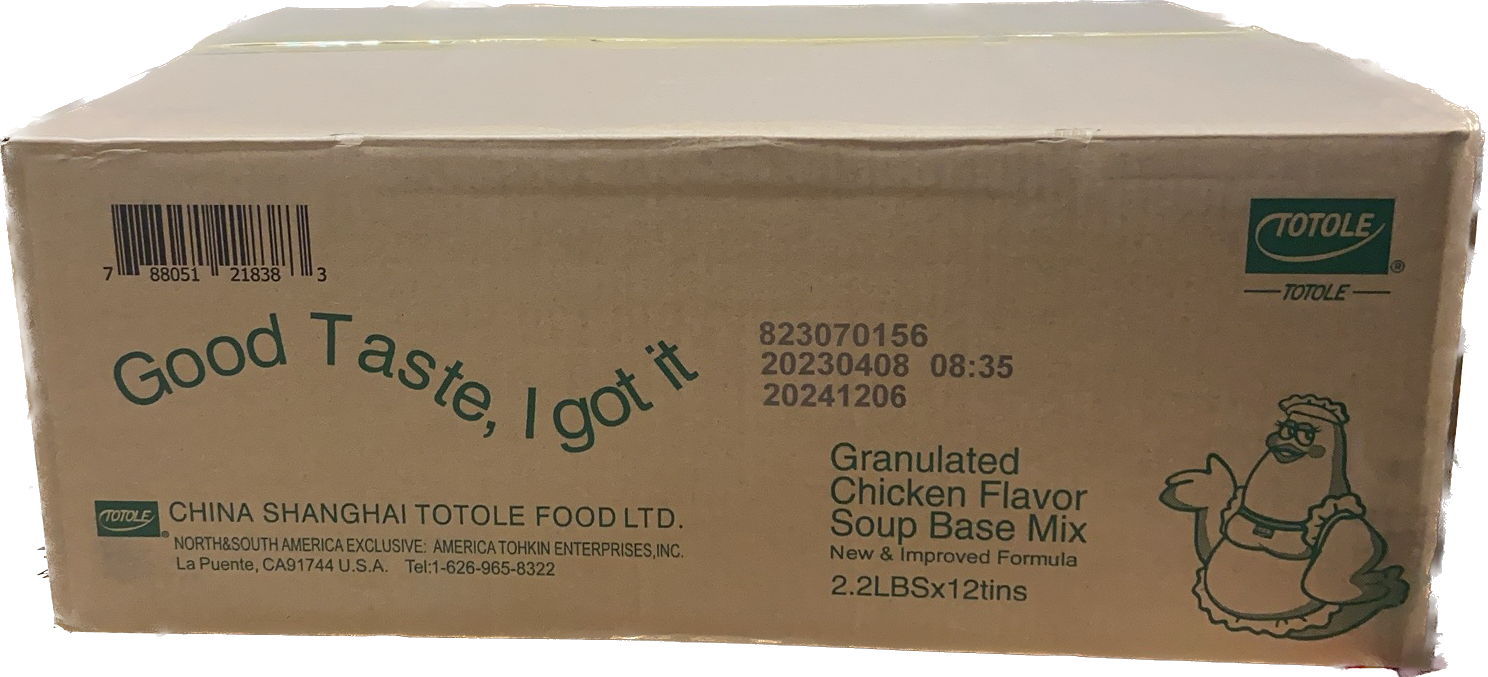 7 88051 21838 3
TOTOLE ®
TOTOLE
Good Taste, I got it
823070156
20230408 08:35
20241206
Granulated
Chicken Flavor
Soup Base Mix
New & Improved Formula
2.2LBSx12tins
TOTOLE ® CHINA SHANGHAI TOTOLE FOOD LTD.
NORTH&SOUTH AMERICA EXCLUSIVE: AMERICA TOHKIN ENTERPRISES,INC.
La Puente, CA91744 U.S.A. Tel:1-626-965-8322